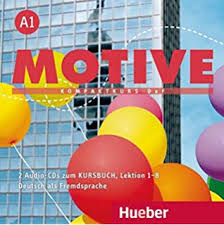 A1
MOTIVE
KOMPAKTKURS DaF
2 Audio-CDs zum KURSBUCH, Lektion 1–8
Deutsch als Fremdsprache
Hueber